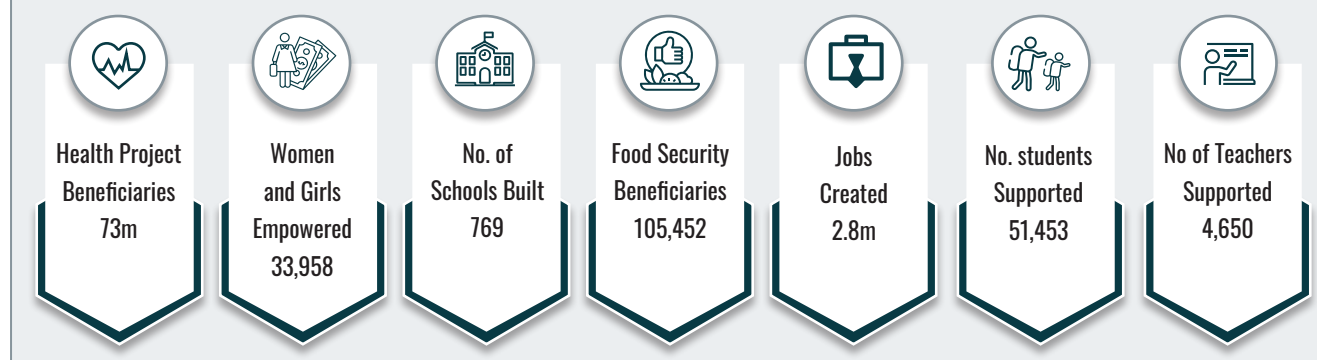 Health Project
Beneficiaries
73m
Women
and Girls
Empowered
33,958
No. of
Schools Built
769
Food Security
Beneficiaries
105,452
Jobs
Created
2.8m
No. students
Supported
51,453
No of Teachers
Supported
4,650